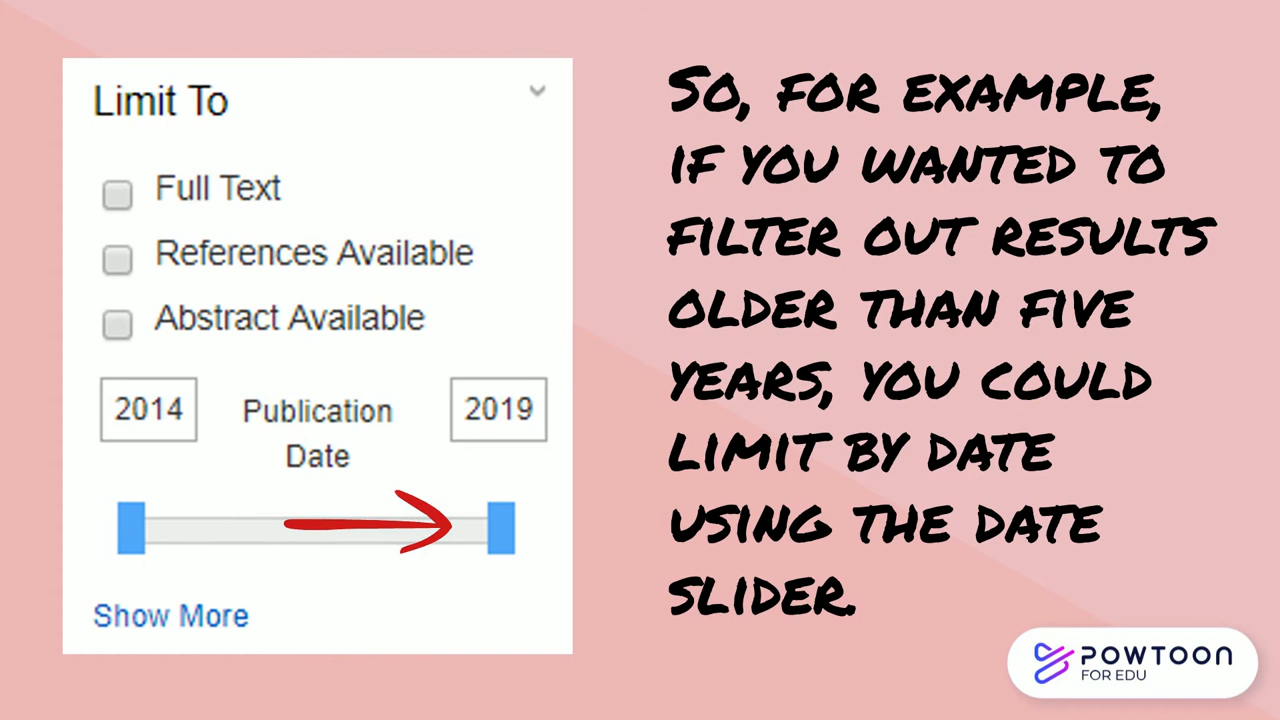 Limit To
Full Text
References Available
Abstract Available
2014 Publication Date 2019
Show More
So, for example,
if you wanted to
filter out results
older than five
years, you could
limit by date
using the date
slider.
POWTOON
FOR EDU